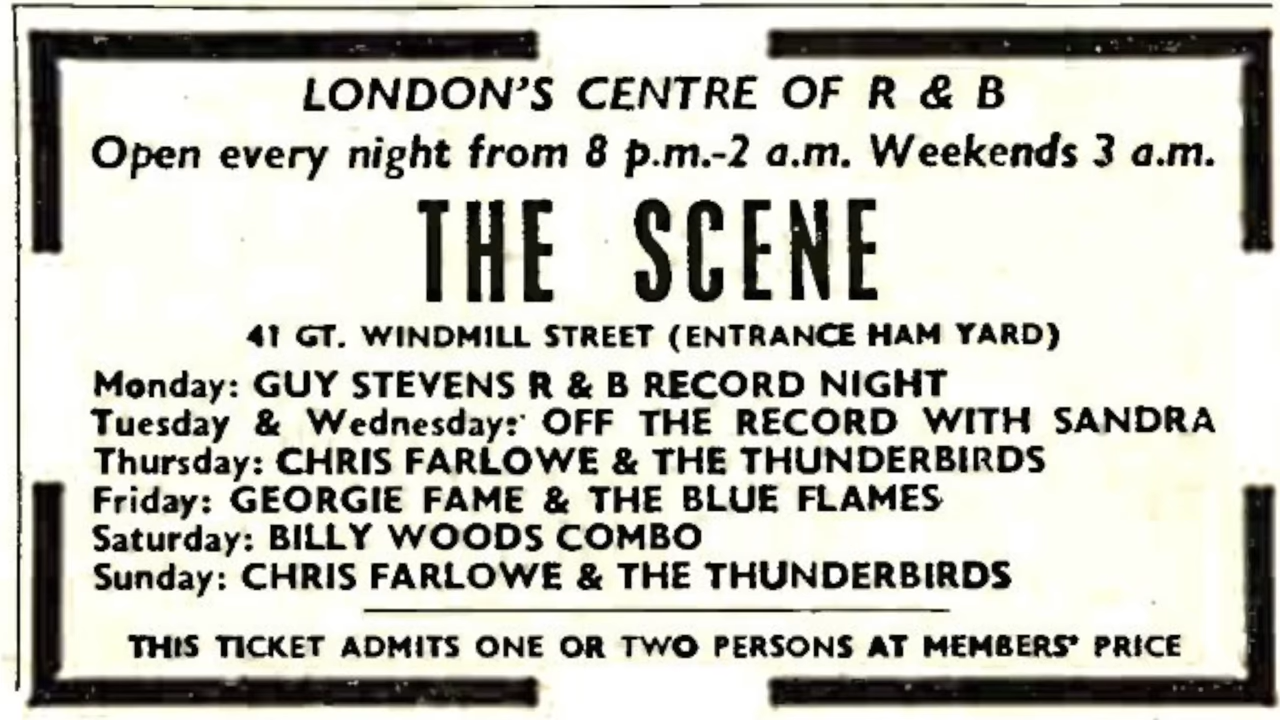 LONDON'S CENTRE OF R & B
Open every night from 8 p.m.-2 a.m. Weekends 3 a.m.
THE SCENE
41 GT. WINDMILL STREET (ENTRANCE HAM YARD)
Monday: GUY STEVENS R & B RECORD NIGHT
Tuesday & Wednesday: OFF THE RECORD WITH SANDRA
Thursday: CHRIS FARLOWE & THE THUNDERBIRDS
Friday: GEORGIE FAME & THE BLUE FLAMES
Saturday: BILLY WOODS COMBO
Sunday: CHRIS FARLOWE & THE THUNDERBIRDS
THIS TICKET ADMITS ONE OR TWO PERSONS AT MEMBERS' PRICE